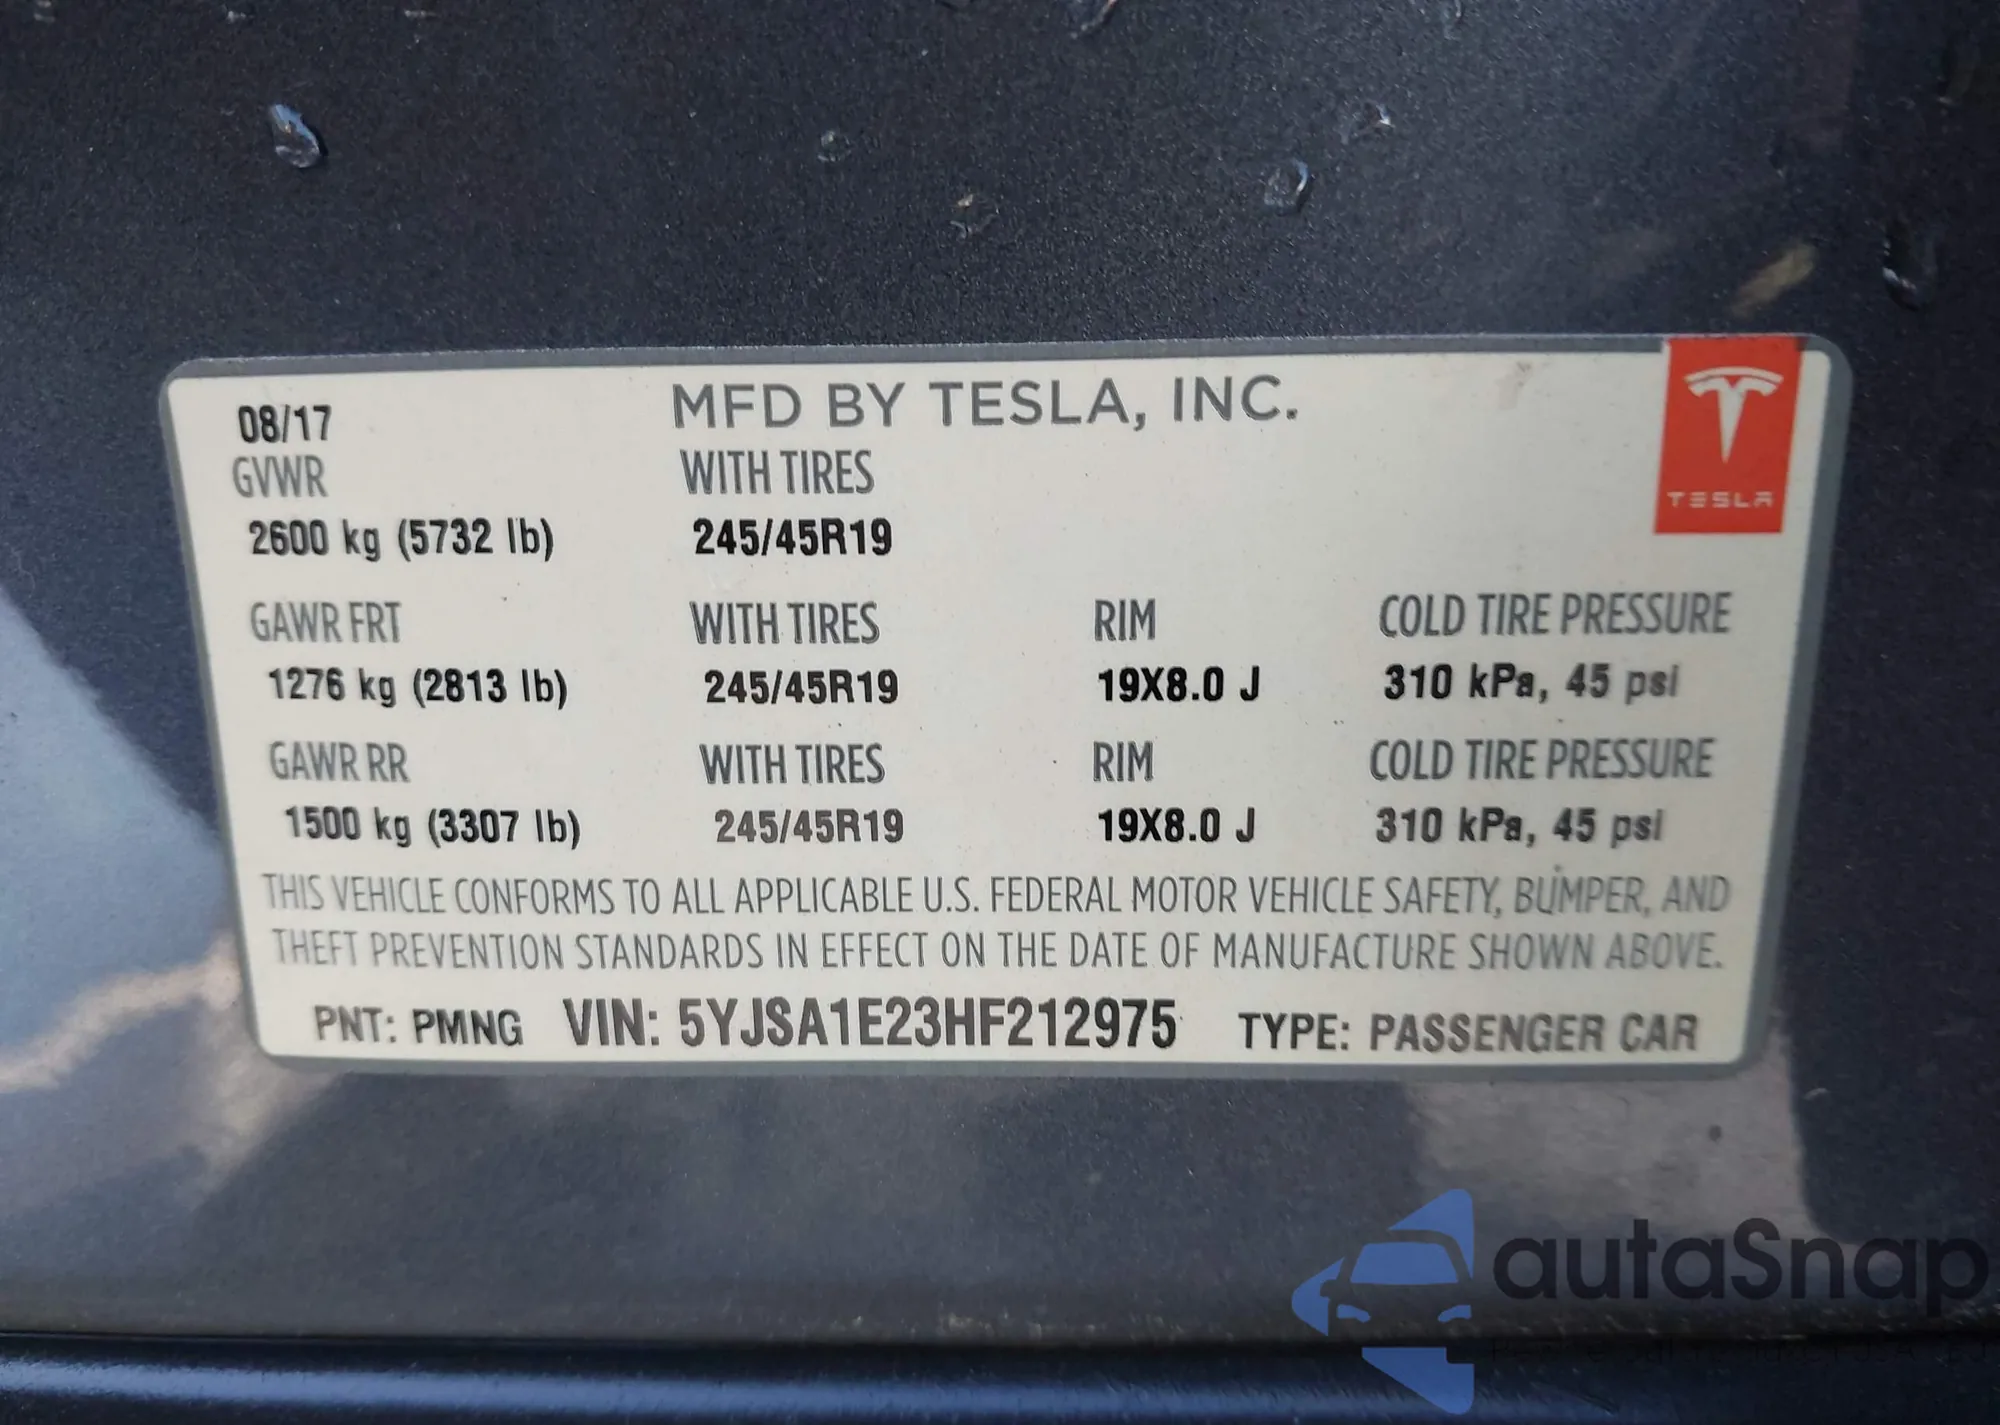 08/17 MFD BY TESLA, INC.
GVWR WITH TIRES
2600 kg (5732 lb) 245/45R19
TESLA
GAWR FRT WITH TIRES RIM COLD TIRE PRESSURE
1276 kg (2813 lb) 245/45R19 19X8.0 J 310 kPa, 45 psi
GAWR RR WITH TIRES RIM COLD TIRE PRESSURE
1500 kg (3307 lb) 245/45R19 19X8.0 J 310 kPa, 45 psi
THIS VEHICLE CONFORMS TO ALL APPLICABLE U.S. FEDERAL MOTOR VEHICLE SAFETY, BUMPER, AND
THEFT PREVENTION STANDARDS IN EFFECT ON THE DATE OF MANUFACTURE SHOWN ABOVE.
PNT: PMNG VIN: 5YJSA1E23HF212975 TYPE: PASSENGER CAR
autaSnap